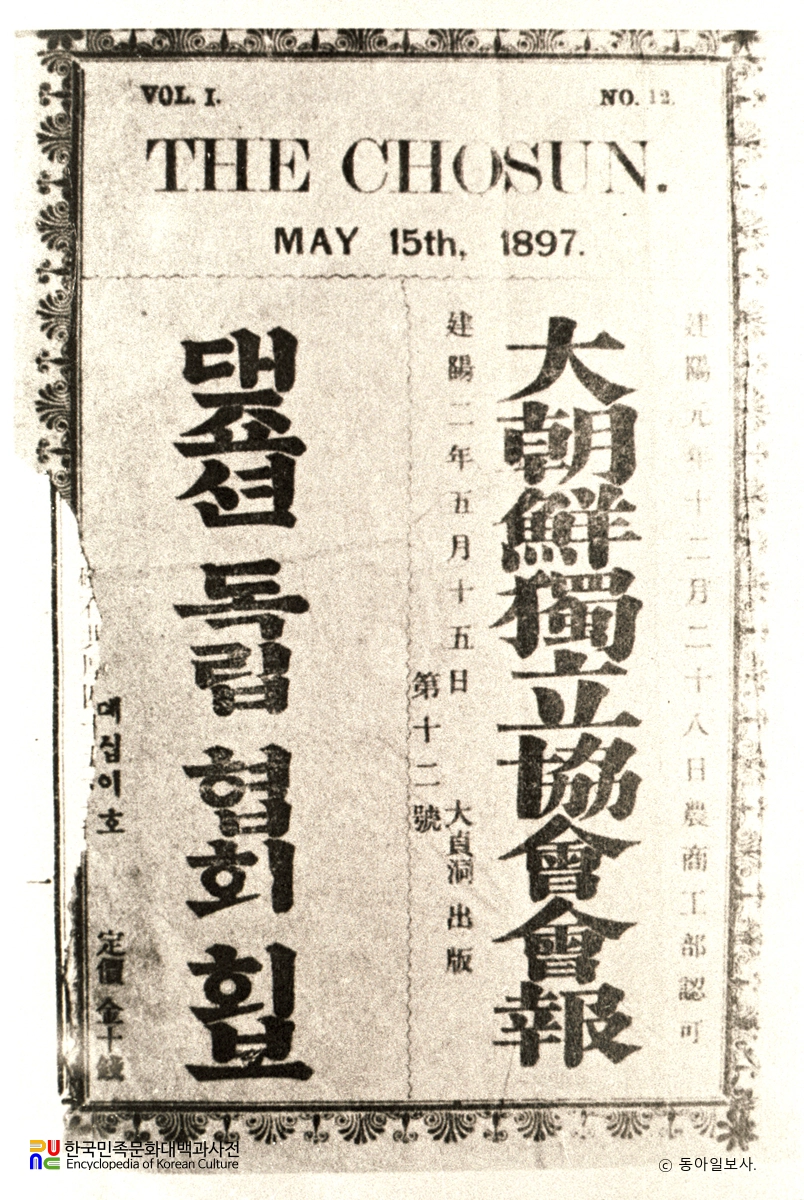 VOL. I.
NO. 12.
THE CHOSUN.
MAY 15th, 1897.
建陽元年十二月二十八日農商工部認可
大朝鮮獨立協會會報
建陽二年五月十五日 大貞洞出版
第十二號
대죠션 독립 협회 회보
뎨십이호
定價金十錢
한국민족문화대백과사전
Encyclopedia of Korean Culture
© 동아일보사.